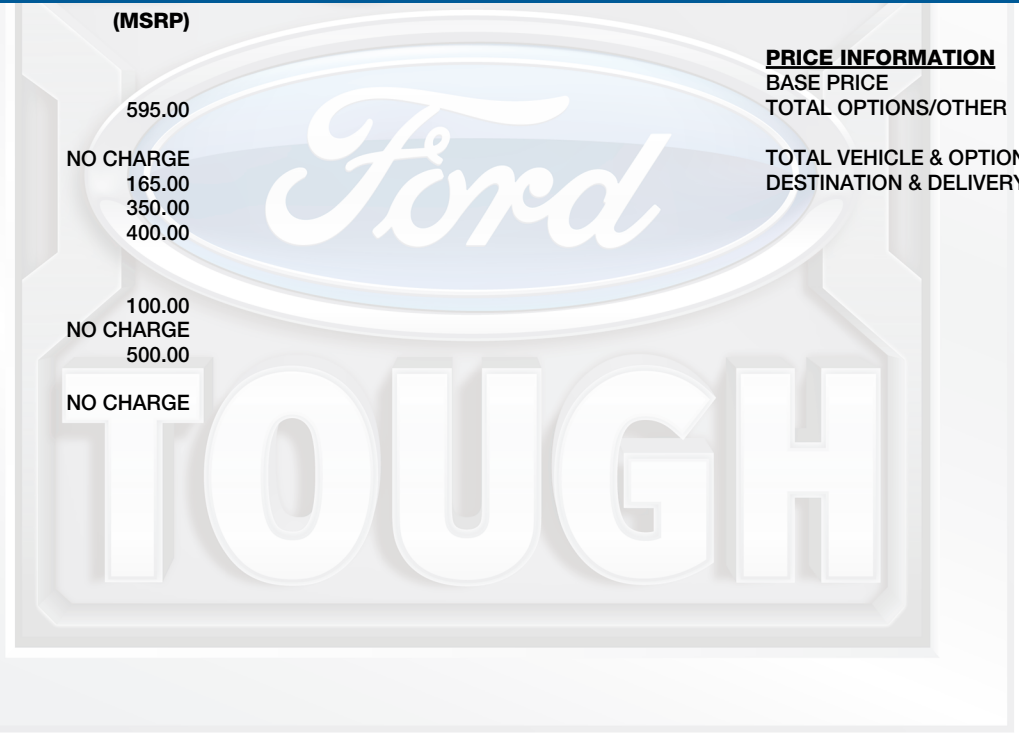 (MSRP)
595.00
NO CHARGE
165.00
350.00
400.00
100.00
NO CHARGE
500.00
NO CHARGE
PRICE INFORMATION
BASE PRICE
TOTAL OPTIONS/OTHER
TOTAL VEHICLE & OPTION
DESTINATION & DELIVERY
Ford
TOUGH